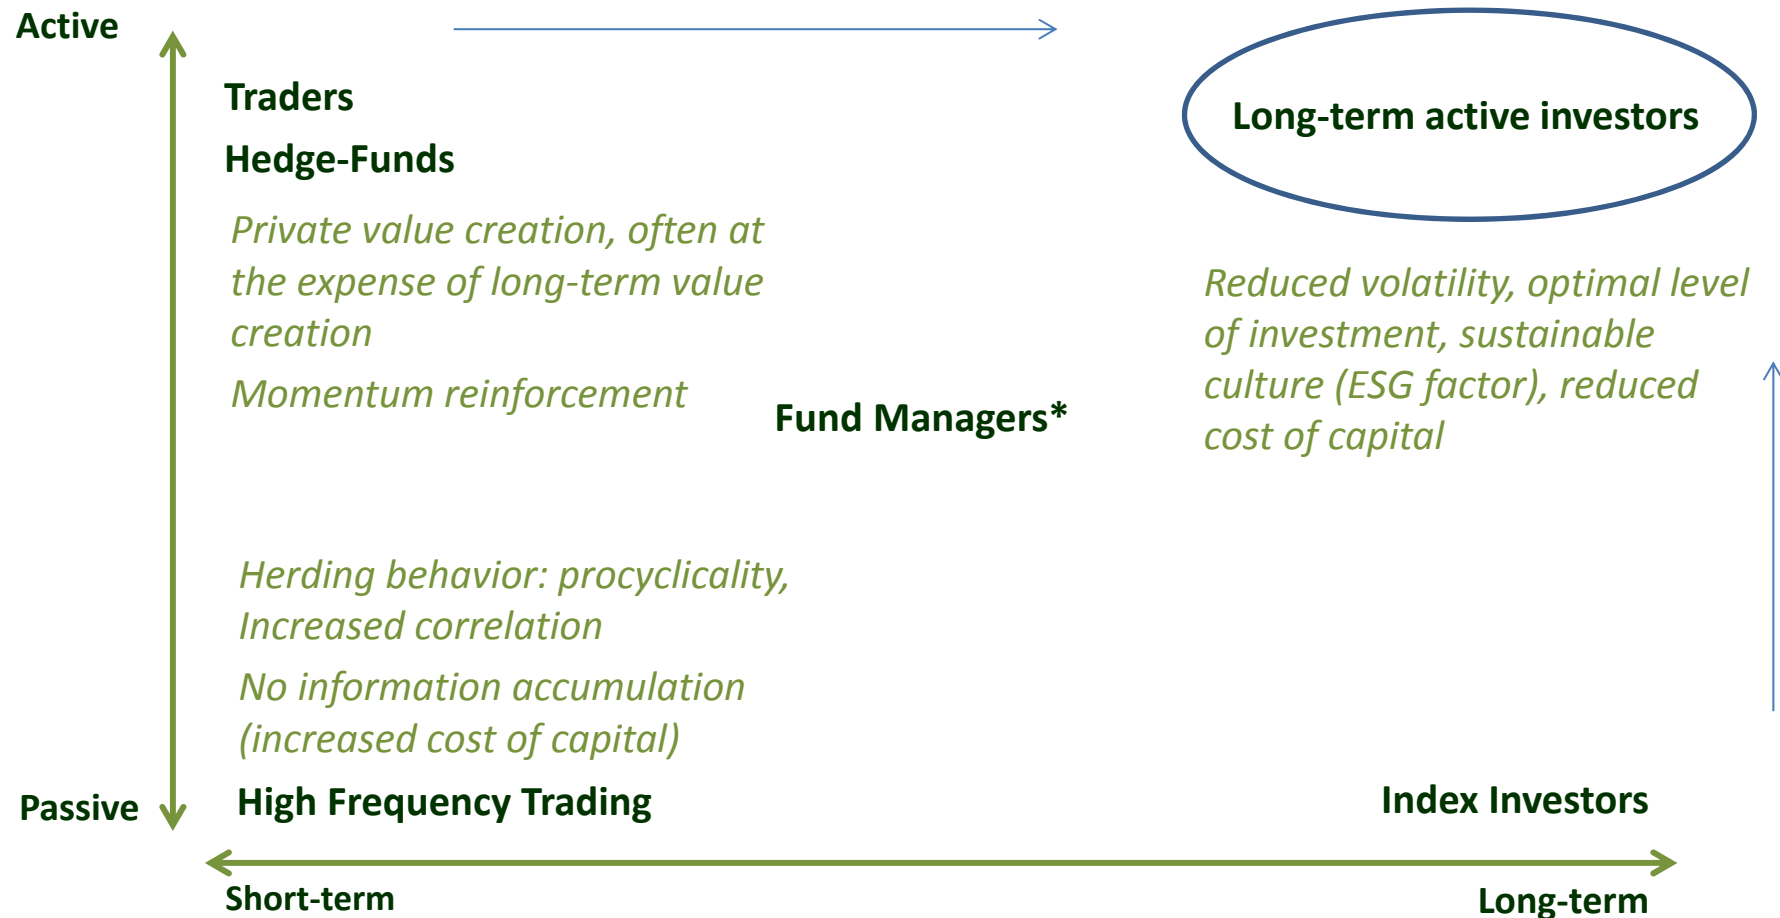 Active
Traders
Hedge-Funds
Long-term active investors
Private value creation, often at
the expense of long-term value
creation
Momentum reinforcement
Fund Managers*
Reduced volatility, optimal level
of investment, sustainable
culture (ESG factor), reduced
cost of capital
Herding behavior: procyclicality,
Increased correlation
No information accumulation
(increased cost of capital)
Passive
High Frequency Trading
Index Investors
Short-term
Long-term